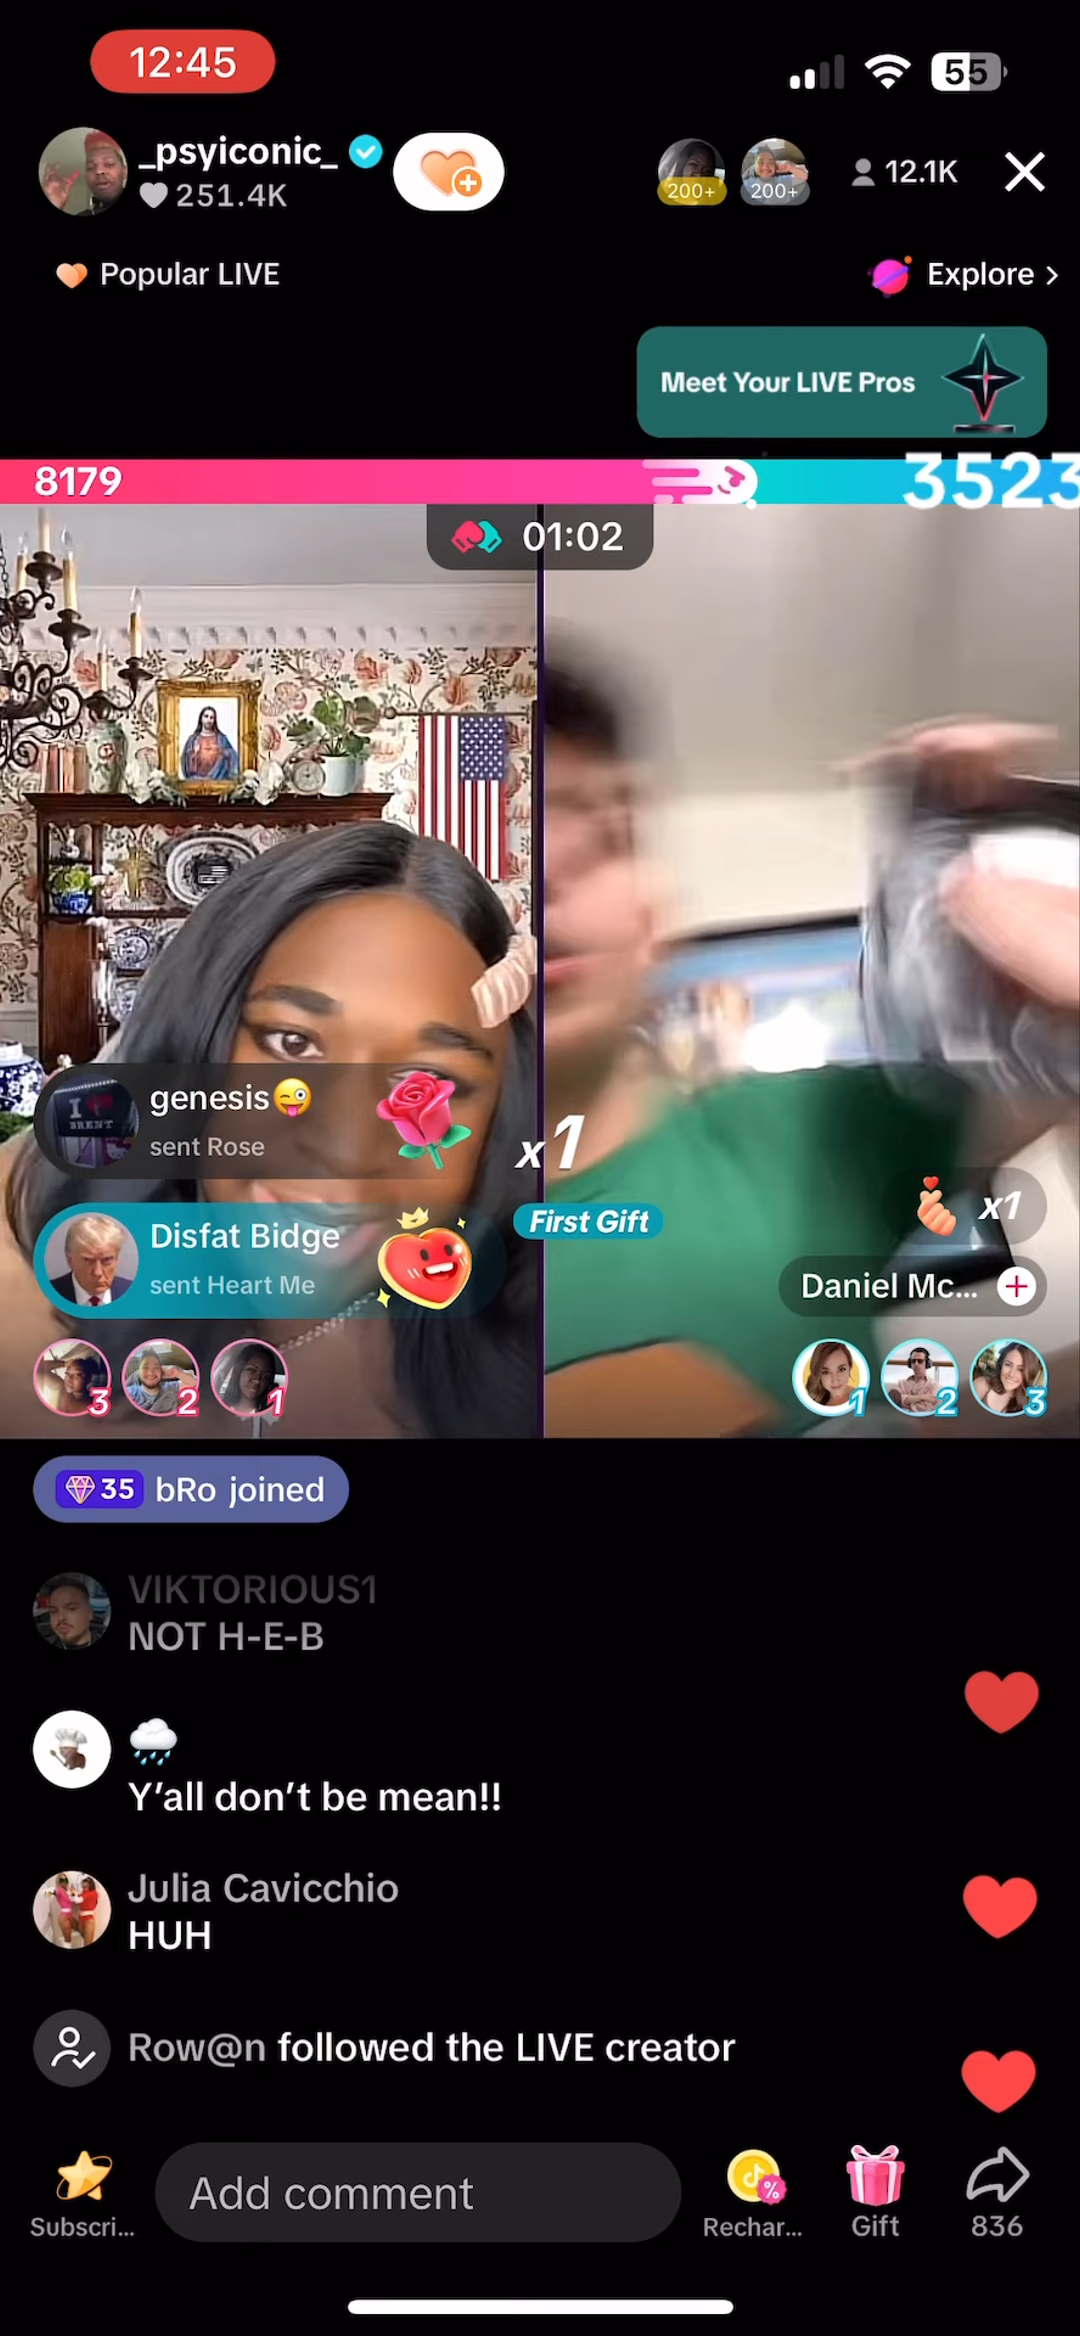 12:45
55
_psyiconic_
251.4K
200+
200+
12.1K
Popular LIVE
Explore
Meet Your LIVE Pros
8179
3523
01:02
genesis😜
sent Rose
x1
I
BRENT
Disfat Bidge
sent Heart Me
First Gift
x1
Daniel Mc...
3
2
1
1
2
3
35 bRo joined
VIKTORIOUS1
NOT H-E-B
🌧️
Y'all don't be mean!!
Julia Cavicchio
HUH
Row@n followed the LIVE creator
Add comment
Subscri...
Rechar...
Gift
836